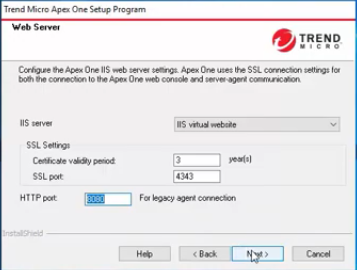 Trend Micro Apex One Setup Program
Web Server
TREND
MICRO
Configure the Apex One IIS web server settings. Apex One uses the SSL connection settings for
both the connection to the Apex One web console and server-agent communication.
IIS server
IIS virtual website
SSL Settings
Certificate validity period:
3
year(s)
SSL port:
4343
HTTP port:
8080
For legacy agent connection
InstallShield
Help
< Back
Next >
Cancel